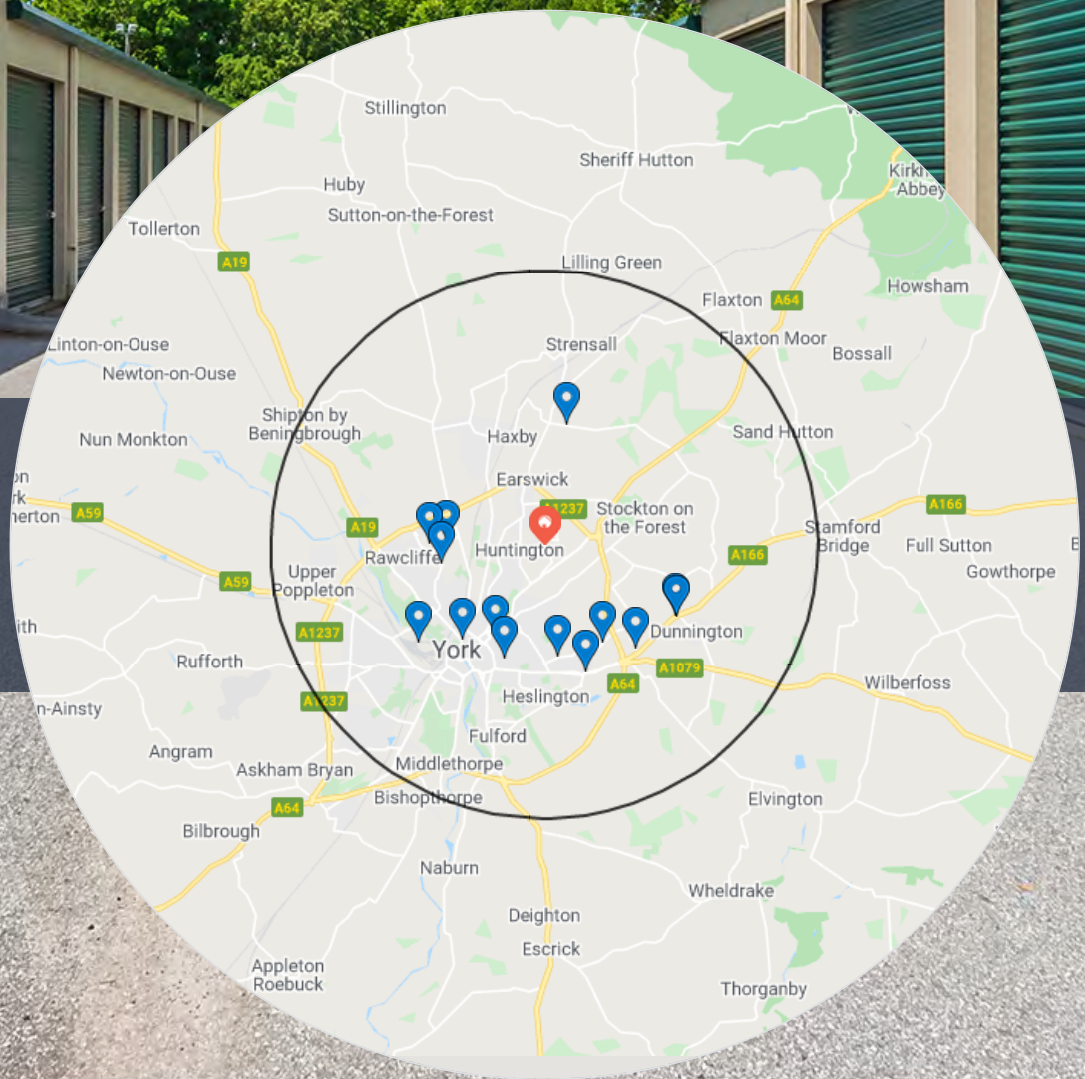 Stillington
Sheriff Hutton
Kirkh
Abbey
Huby
Sutton-on-the-Forest
Tollerton
A19
Lilling Green
Howsham
Flaxton
A64
Flaxton Moor
Linton-on-Ouse
Strensall
Bossall
Newton-on-Ouse
Shipton by
Beningbrough
Nun Monkton
Haxby
Sand Hutton
Earswick
A59
A1237
Stockton on
the Forest
A166
A19
Stamford
Bridge
Rawcliffe
Huntington
A166
Full Sutton
Gowthorpe
A59
Upper
Poppleton
A1237
Dunnington
York
Rufforth
A1079
A64
Wilberfoss
Heslington
A1237
n-Ainsty
Fulford
Angram
Middlethorpe
Askham Bryan
Bishopthorpe
A64
Elvington
Bilbrough
Naburn
Wheldrake
Deighton
Escrick
Appleton
Roebuck
Thorganby